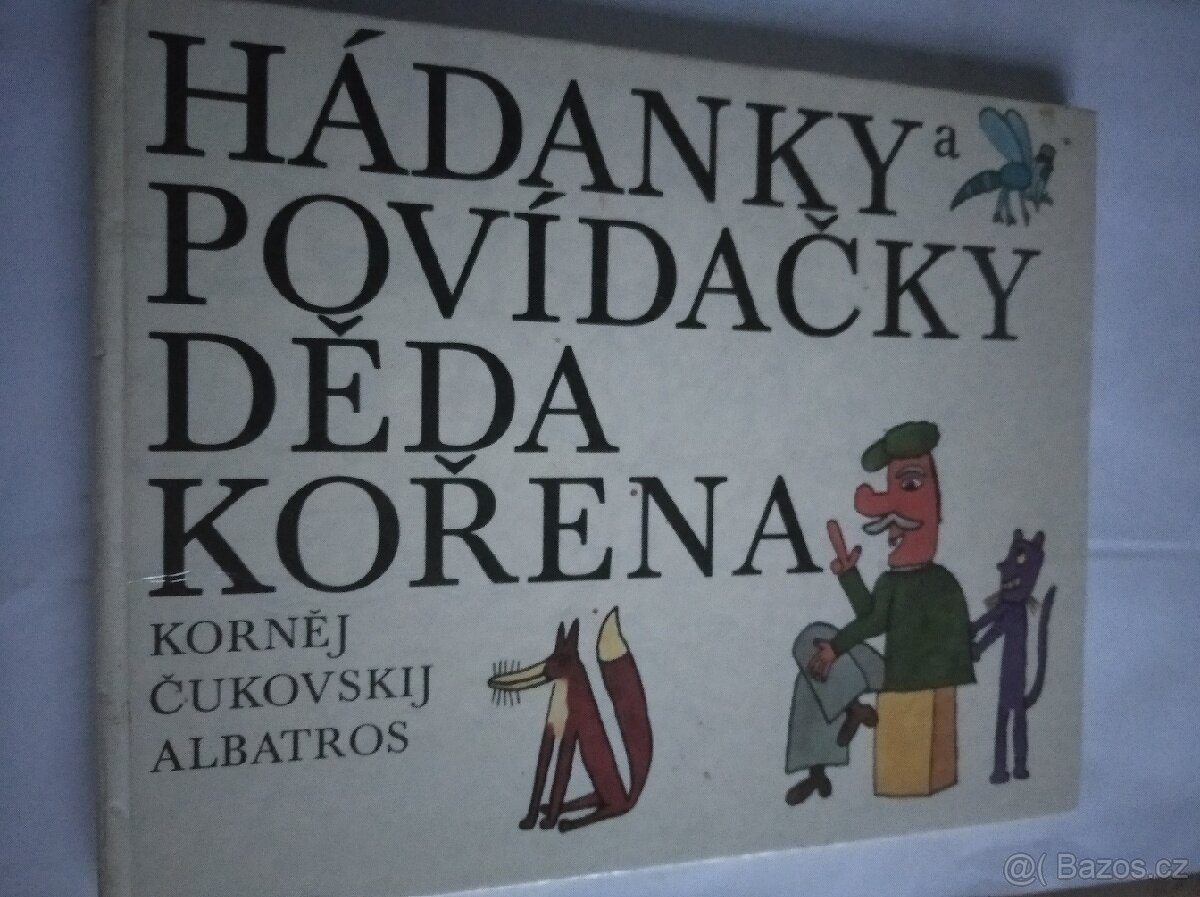 HÁDANKY a
POVÍDAČKY
DĚDA
KOŘENA
KORNĚJ
ČUKOVSKIJ
ALBATROS
@( Bazos.cz